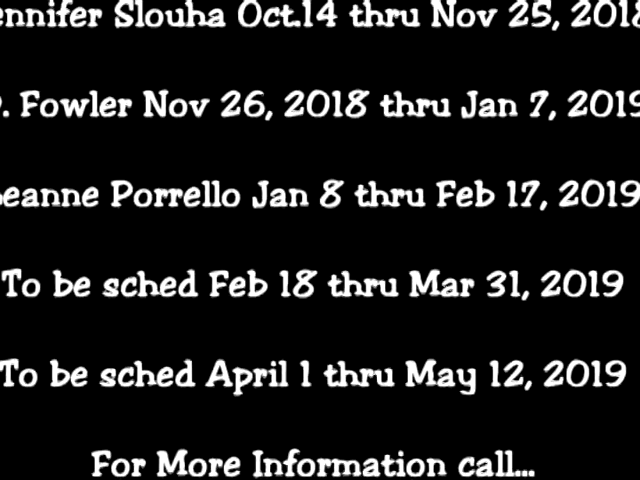 ennifer Slouha Oct.14 thru Nov 25, 2018
. Fowler Nov 26, 2018 thru Jan 7, 2019
eanne Porrello Jan 8 thru Feb 17, 2019
To be sched Feb 18 thru Mar 31, 2019
To be sched April 1 thru May 12, 2019
For More Information call...